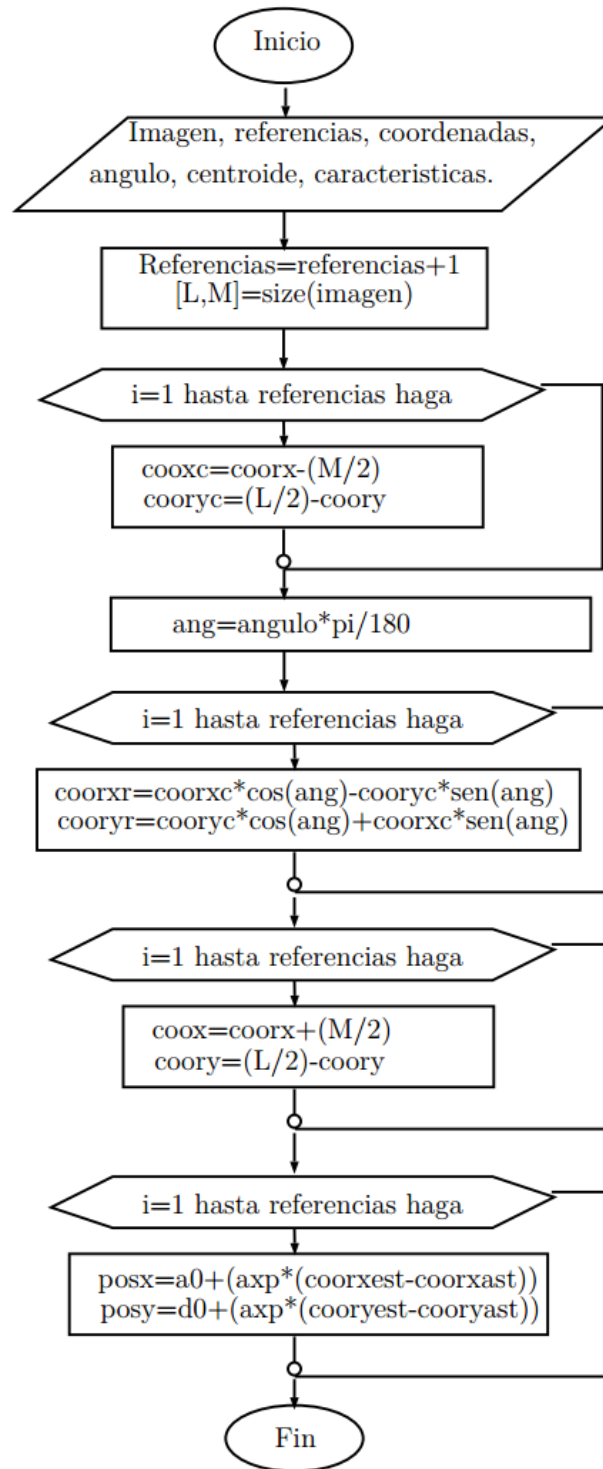 Inicio
Imagen, referencias, coordenadas,
angulo, centroide, caracteristicas.
Referencias=referencias+1
[L,M]=size(imagen)
i=1 hasta referencias haga
cooxc=coorx-(M/2)
cooryc=(L/2)-coory
ang=angulo*pi/180
i=1 hasta referencias haga
coorxr=coorxc*cos(ang)-cooryc*sen(ang)
cooryr=cooryc*cos(ang)+coorxc*sen(ang)
i=1 hasta referencias haga
coox=coorx+(M/2)
coory=(L/2)-coory
i=1 hasta referencias haga
posx=a0+(axp*(coorxest-coorxast))
posy=d0+(axp*(cooryest-cooryast))
Fin